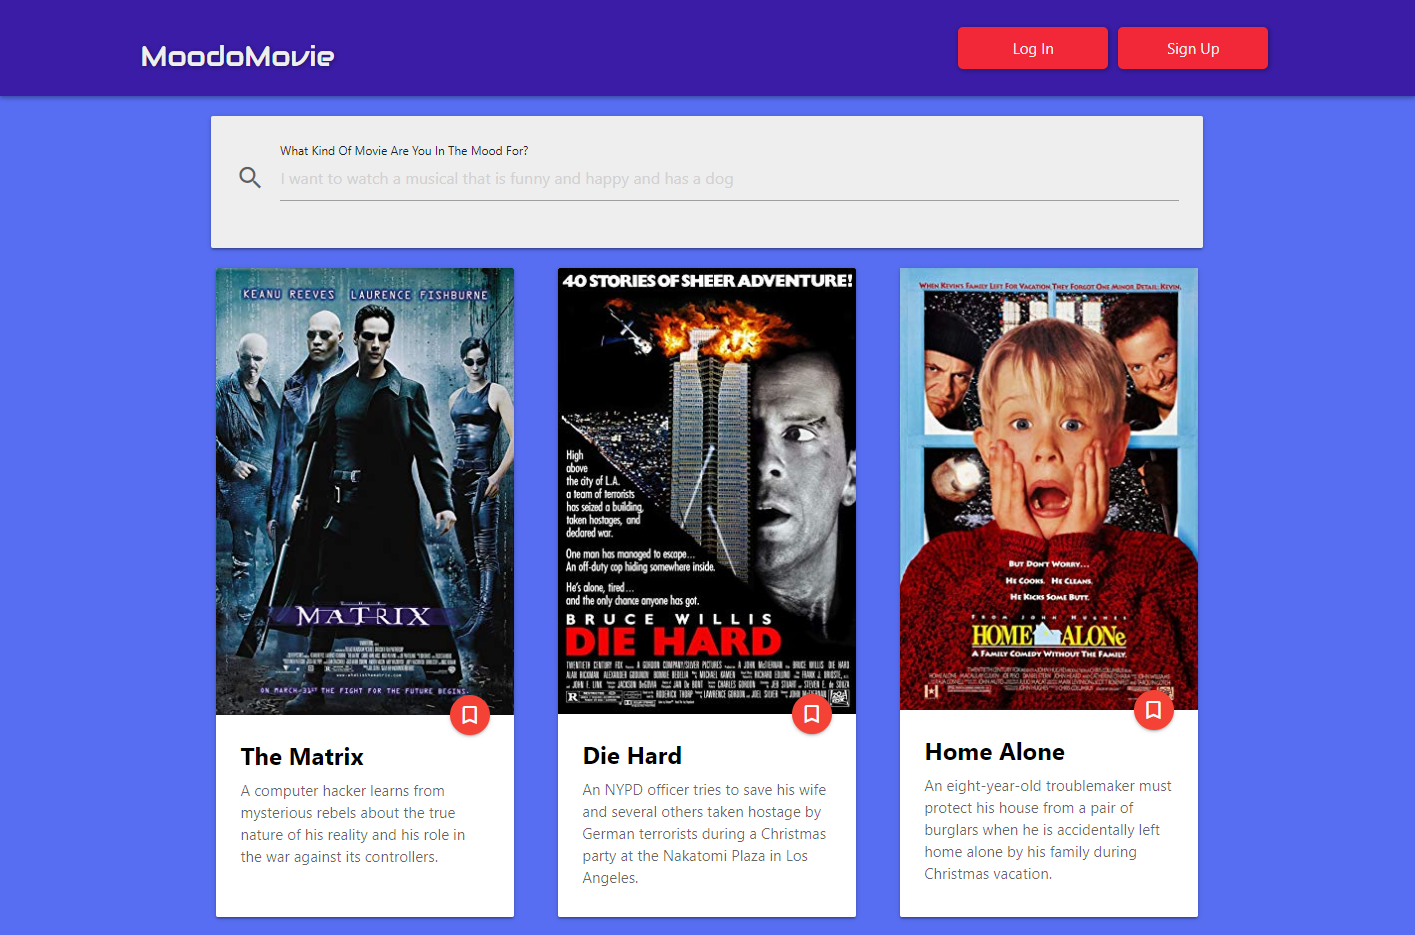 MoodoMovie
Log In
Sign Up
What Kind Of Movie Are You In The Mood For?
I want to watch a musical that is funny and happy and has a dog
KEANU REEVES LAURENCE FISHBURNE
THE
MATRIX
ON MARCH 31ST THE FIGHT FOR THE FUTURE BEGINS.
The Matrix
A computer hacker learns from
mysterious rebels about the true
nature of his reality and his role in
the war against its controllers.
40 STORIES OF SHEER ADVENTURE!
High
above
the city of L.A.
a team of terrorists
has seized a building,
taken hostages, and
declared war.
One man has managed to escape...
An off-duty cop hiding somewhere inside.
He's alone, tired...
and the only chance anyone has got.
BRUCE WILLIS
DIE HARD
Die Hard
An NYPD officer tries to save his wife
and several others taken hostage by
German terrorists during a Christmas
party at the Nakatomi Plaza in Los
Angeles.
WHEN KEVIN'S FAMILY LEFT FOR VACATION, THEY FORGOT ONE MINOR DETAIL: KEVIN.
BUT DON'T WORRY...
HE COOKS. HE CLEANS.
HE KICKS SOME BUTT.
FROM JOHN HUGHES
HOME ALONe
A FAMILY COMEDY WITHOUT THE FAMILY.
Home Alone
An eight-year-old troublemaker must
protect his house from a pair of
burglars when he is accidentally left
home alone by his family during
Christmas vacation.